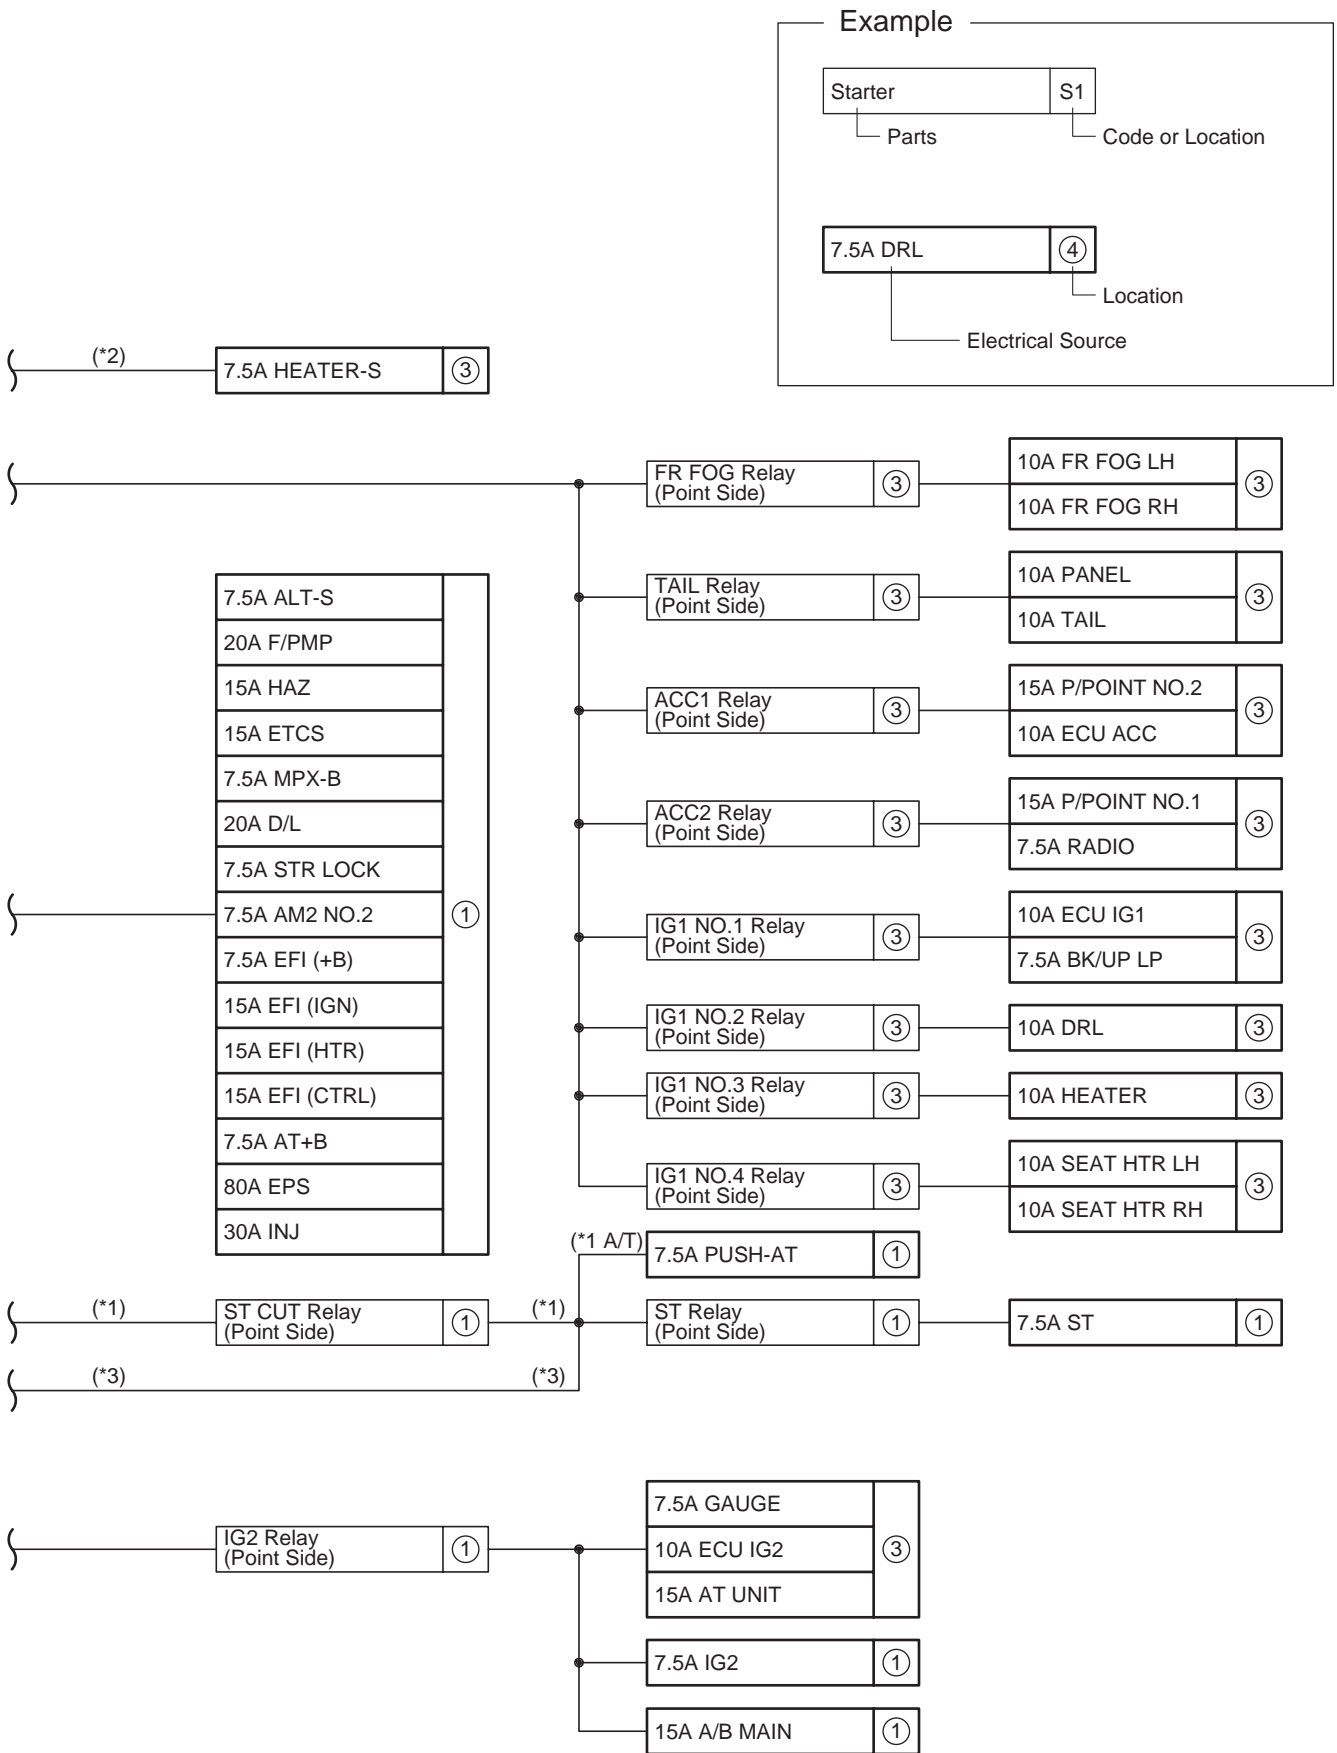 Example
Starter S1
Parts Code or Location
7.5A DRL 4
Location
Electrical Source
(*2) 7.5A HEATER-S 3
FR FOG Relay
(Point Side) 3
10A FR FOG LH
10A FR FOG RH
3
TAIL Relay
(Point Side) 3
10A PANEL
10A TAIL
3
ACC1 Relay
(Point Side) 3
15A P/POINT NO.2
10A ECU ACC
3
ACC2 Relay
(Point Side) 3
15A P/POINT NO.1
7.5A RADIO
3
IG1 NO.1 Relay
(Point Side) 3
10A ECU IG1
7.5A BK/UP LP
3
IG1 NO.2 Relay
(Point Side) 3
10A DRL 3
IG1 NO.3 Relay
(Point Side) 3
10A HEATER 3
IG1 NO.4 Relay
(Point Side) 3
10A SEAT HTR LH
10A SEAT HTR RH
3
7.5A ALT-S
20A F/PMP
15A HAZ
15A ETCS
7.5A MPX-B
20A D/L
7.5A STR LOCK
7.5A AM2 NO.2
1
7.5A EFI (+B)
15A EFI (IGN)
15A EFI (HTR)
15A EFI (CTRL)
7.5A AT+B
80A EPS
30A INJ
(*1 A/T) 7.5A PUSH-AT 1
(*1) ST CUT Relay
(Point Side) 1
(*1) ST Relay
(Point Side) 1
7.5A ST 1
(*3) (*3)
IG2 Relay
(Point Side) 1
7.5A GAUGE
10A ECU IG2
15A AT UNIT
3
7.5A IG2 1
15A A/B MAIN 1